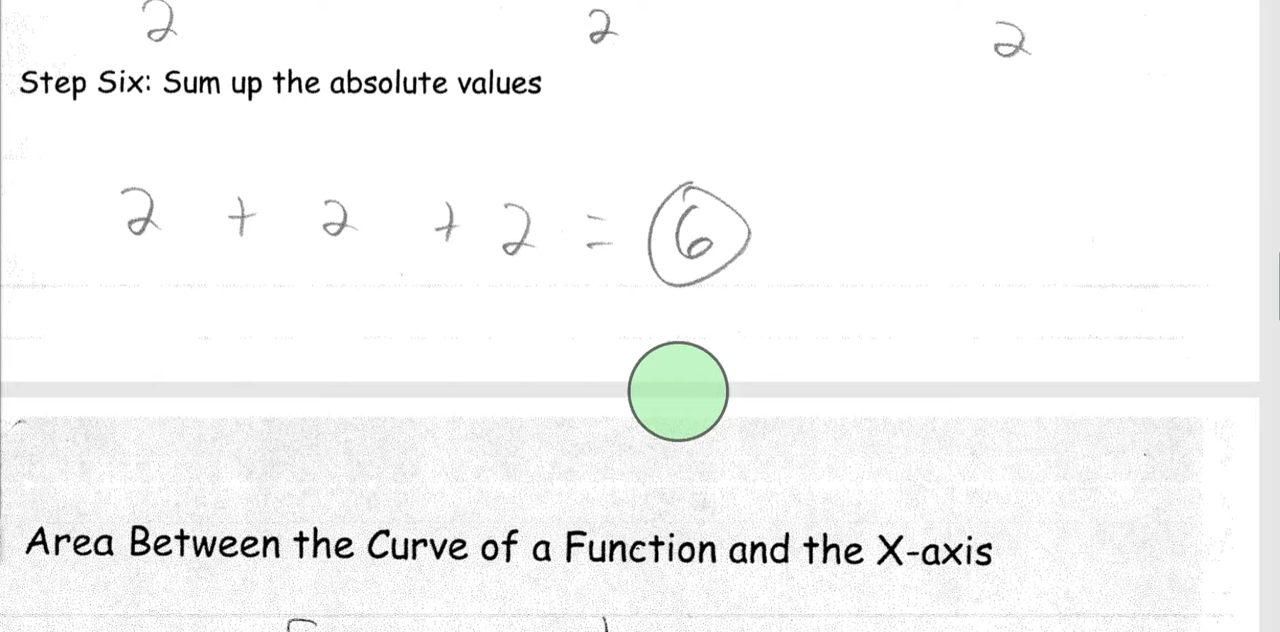 2 2 2
Step Six: Sum up the absolute values
2 + 2 + 2 = 6
Area Between the Curve of a Function and the X-axis